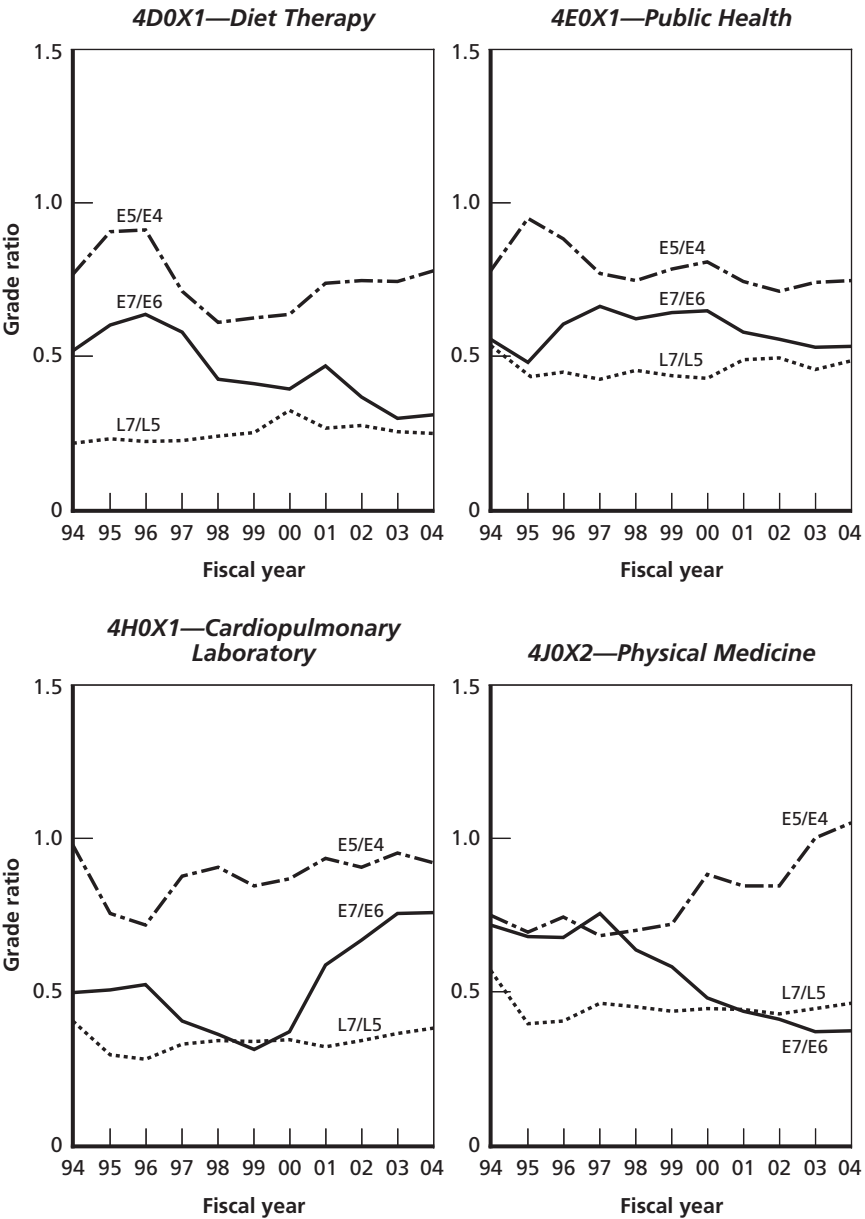 4D0X1—Diet Therapy
1.5
1.0
0.5
0
Grade ratio
E5/E4
E7/E6
L7/L5
94 95 96 97 98 99 00 01 02 03 04
Fiscal year
4E0X1—Public Health
1.5
1.0
0.5
0
E5/E4
E7/E6
L7/L5
94 95 96 97 98 99 00 01 02 03 04
Fiscal year
4H0X1—Cardiopulmonary
Laboratory
1.5
1.0
0.5
0
Grade ratio
E5/E4
E7/E6
L7/L5
94 95 96 97 98 99 00 01 02 03 04
Fiscal year
4J0X2—Physical Medicine
1.5
1.0
0.5
0
E5/E4
L7/L5
E7/E6
94 95 96 97 98 99 00 01 02 03 04
Fiscal year